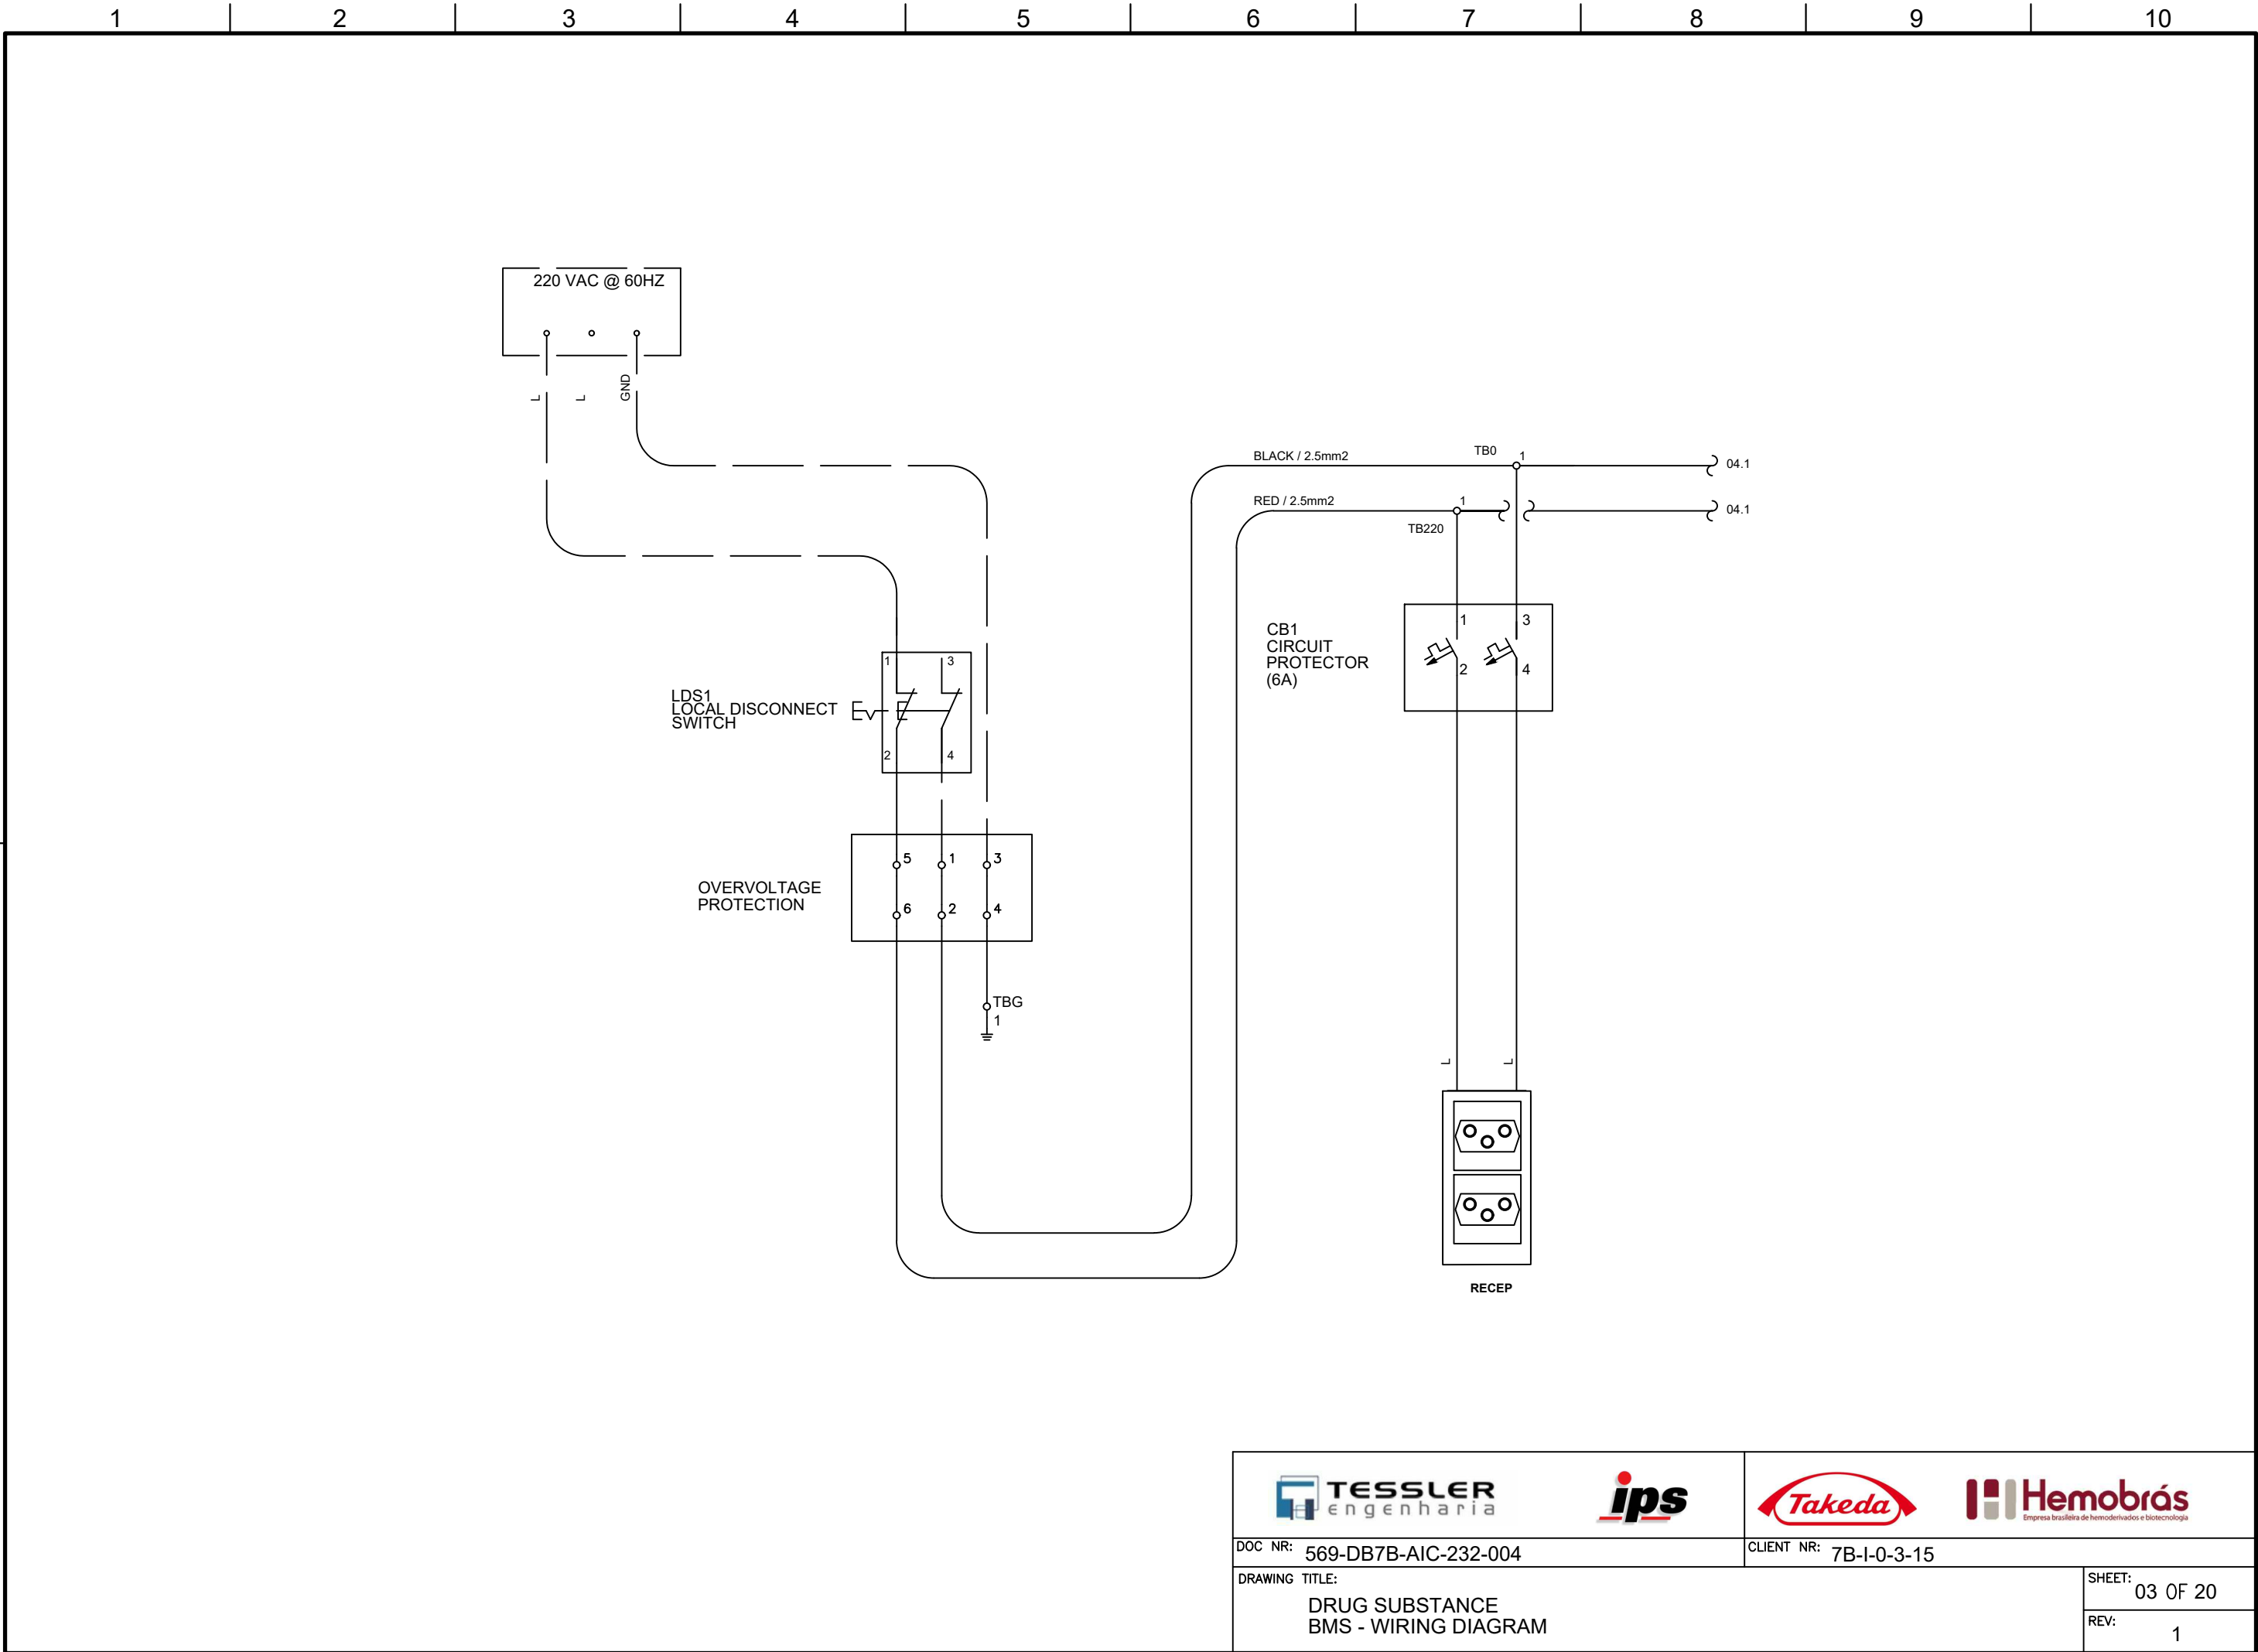 1 2 3 4 5 6 7 8 9 10
220 VAC @ 60HZ
L L GND
BLACK / 2.5mm2 TB0 1 04.1
RED / 2.5mm2 1 04.1
TB220
CB1
CIRCUIT
PROTECTOR
(6A)
1 3
2 4
LDS1
LOCAL DISCONNECT
SWITCH
1 3
2 4
OVERVOLTAGE
PROTECTION
5 1 3
6 2 4
TBG
1
L L
RECEP
TESSLER
engenharia
ips
Takeda
Hemobrás
Empresa brasileira de hemoderivados e biotecnologia
DOC NR: 569-DB7B-AIC-232-004
CLIENT NR: 7B-I-0-3-15
DRAWING TITLE:
DRUG SUBSTANCE
BMS - WIRING DIAGRAM
SHEET: 03 OF 20
REV: 1